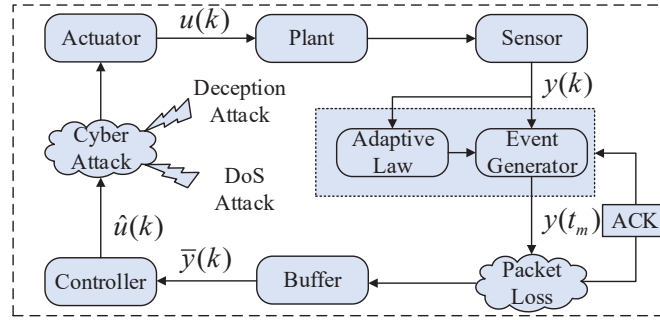 Actuator
u(k)
Plant
Sensor
y(k)
Deception
Attack
Cyber
Attack
DoS
Attack
Adaptive
Law
Event
Generator
û(k)
y(t_m)
ACK
Controller
ȳ(k)
Buffer
Packet
Loss